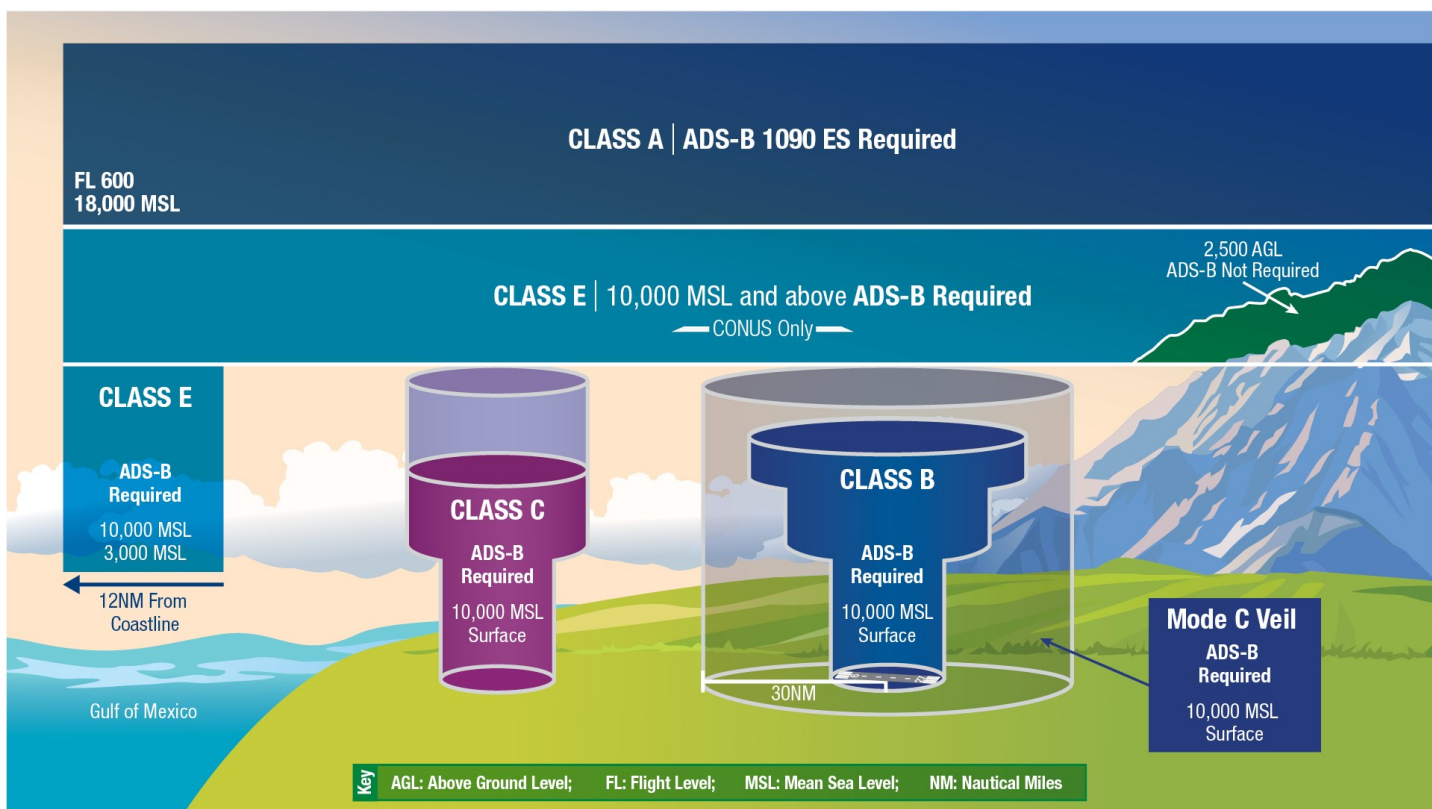 CLASS A | ADS-B 1090 ES Required
FL 600
18,000 MSL
2,500 AGL
ADS-B Not Required
CLASS E | 10,000 MSL and above ADS-B Required
CONUS Only
CLASS E
ADS-B
Required
10,000 MSL
3,000 MSL
12NM From
Coastline
Gulf of Mexico
CLASS C
ADS-B
Required
10,000 MSL
Surface
CLASS B
ADS-B
Required
10,000 MSL
Surface
30NM
Mode C Veil
ADS-B
Required
10,000 MSL
Surface
Key
AGL: Above Ground Level; FL: Flight Level; MSL: Mean Sea Level; NM: Nautical Miles